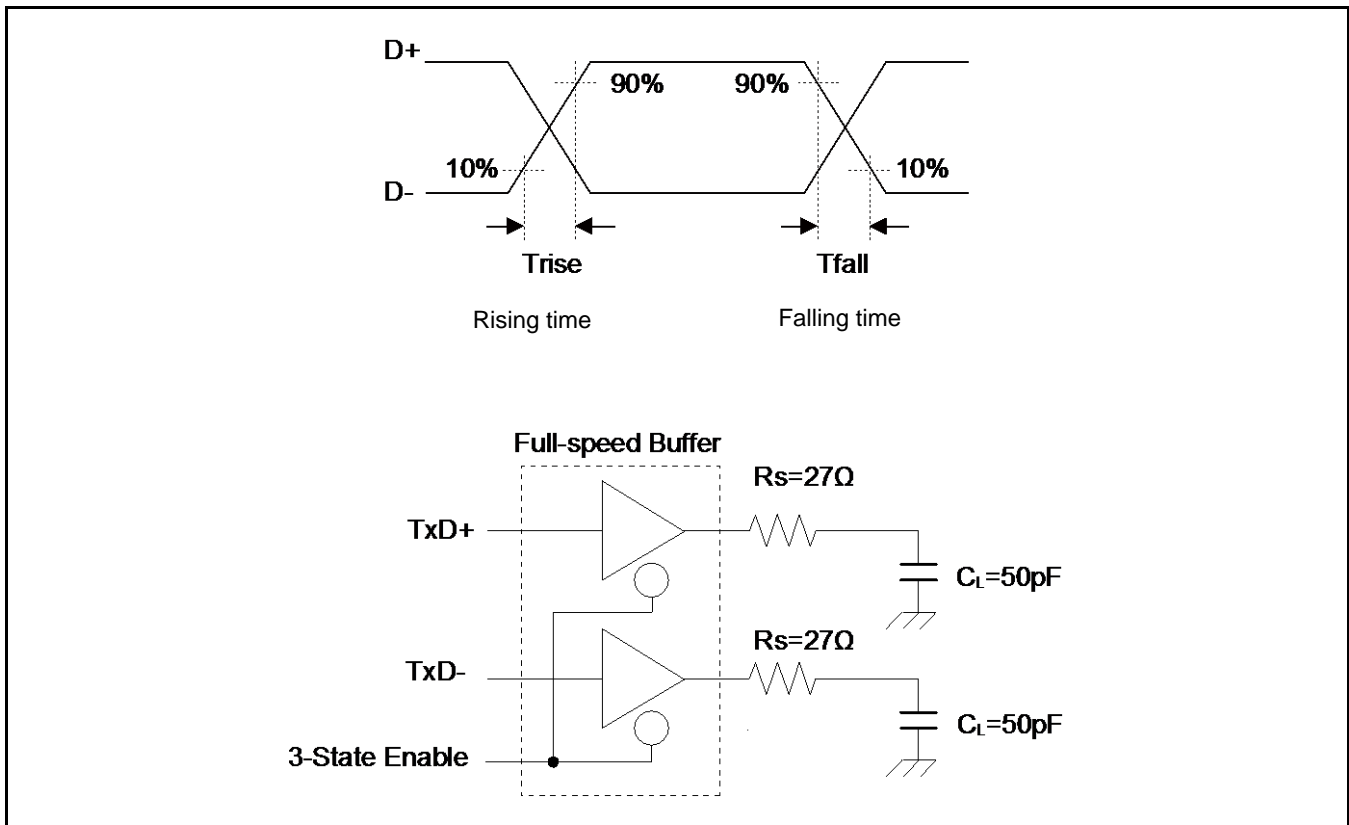 D+
90% 90%
10% 10%
D-
Trise Tfall
Rising time Falling time
Full-speed Buffer
Rs=27Ω
TxD+
CL=50pF
Rs=27Ω
TxD-
CL=50pF
3-State Enable